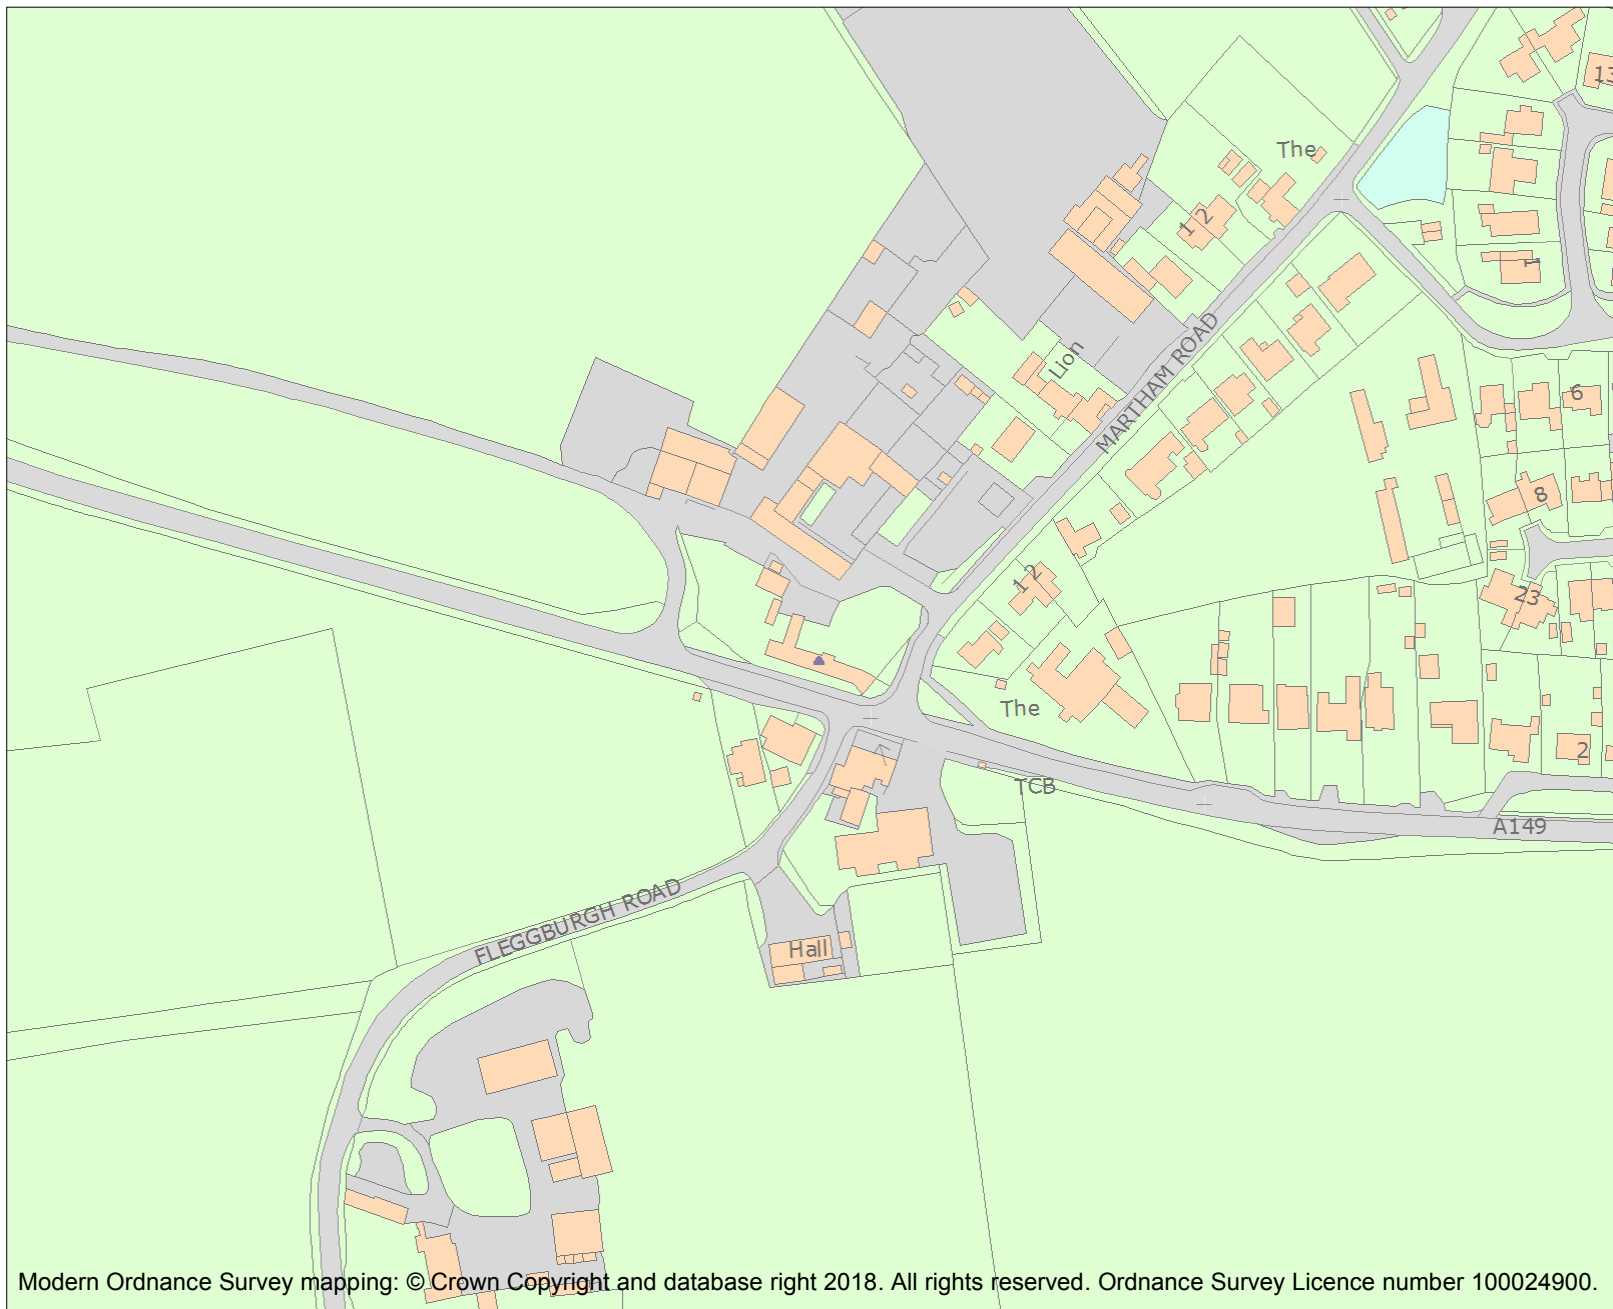 13
The
1 2
1
MARTHAM ROAD
Lion
6
8
1 2
23
The
2
TCB
A149
FLEGGBURGH ROAD
Hall
Modern Ordnance Survey mapping: © Crown Copyright and database right 2018. All rights reserved. Ordnance Survey Licence number 100024900.